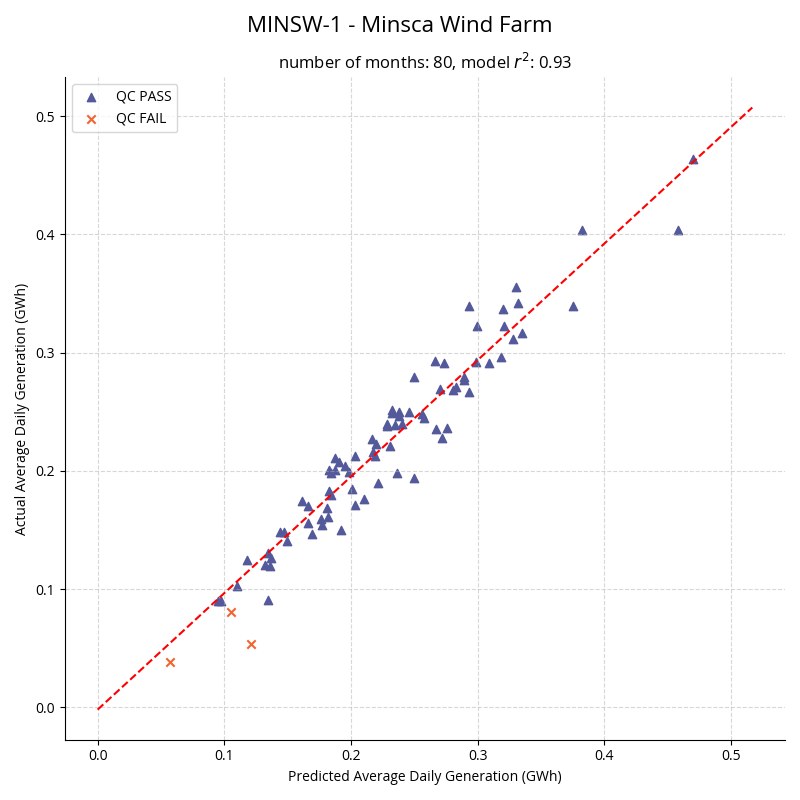 MINSW-1 - Minsca Wind Farm
number of months: 80, model r²: 0.93
QC PASS
QC FAIL
Actual Average Daily Generation (GWh)
0.5
0.4
0.3
0.2
0.1
0.0
0.0 0.1 0.2 0.3 0.4 0.5
Predicted Average Daily Generation (GWh)